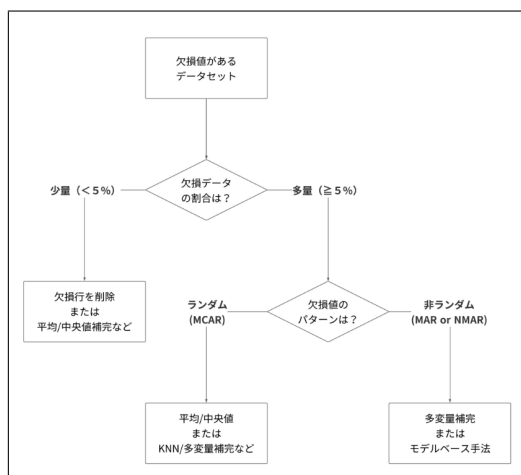 欠損値がある
データセット
少量（＜５%）
欠損データ
の割合は？
多量（≧５%）
欠損行を削除
または
平均/中央値補完など
ランダム
(MCAR)
欠損値の
パターンは？
非ランダム
(MAR or NMAR)
平均/中央値
または
KNN/多変量補完など
多変量補完
または
モデルベース手法